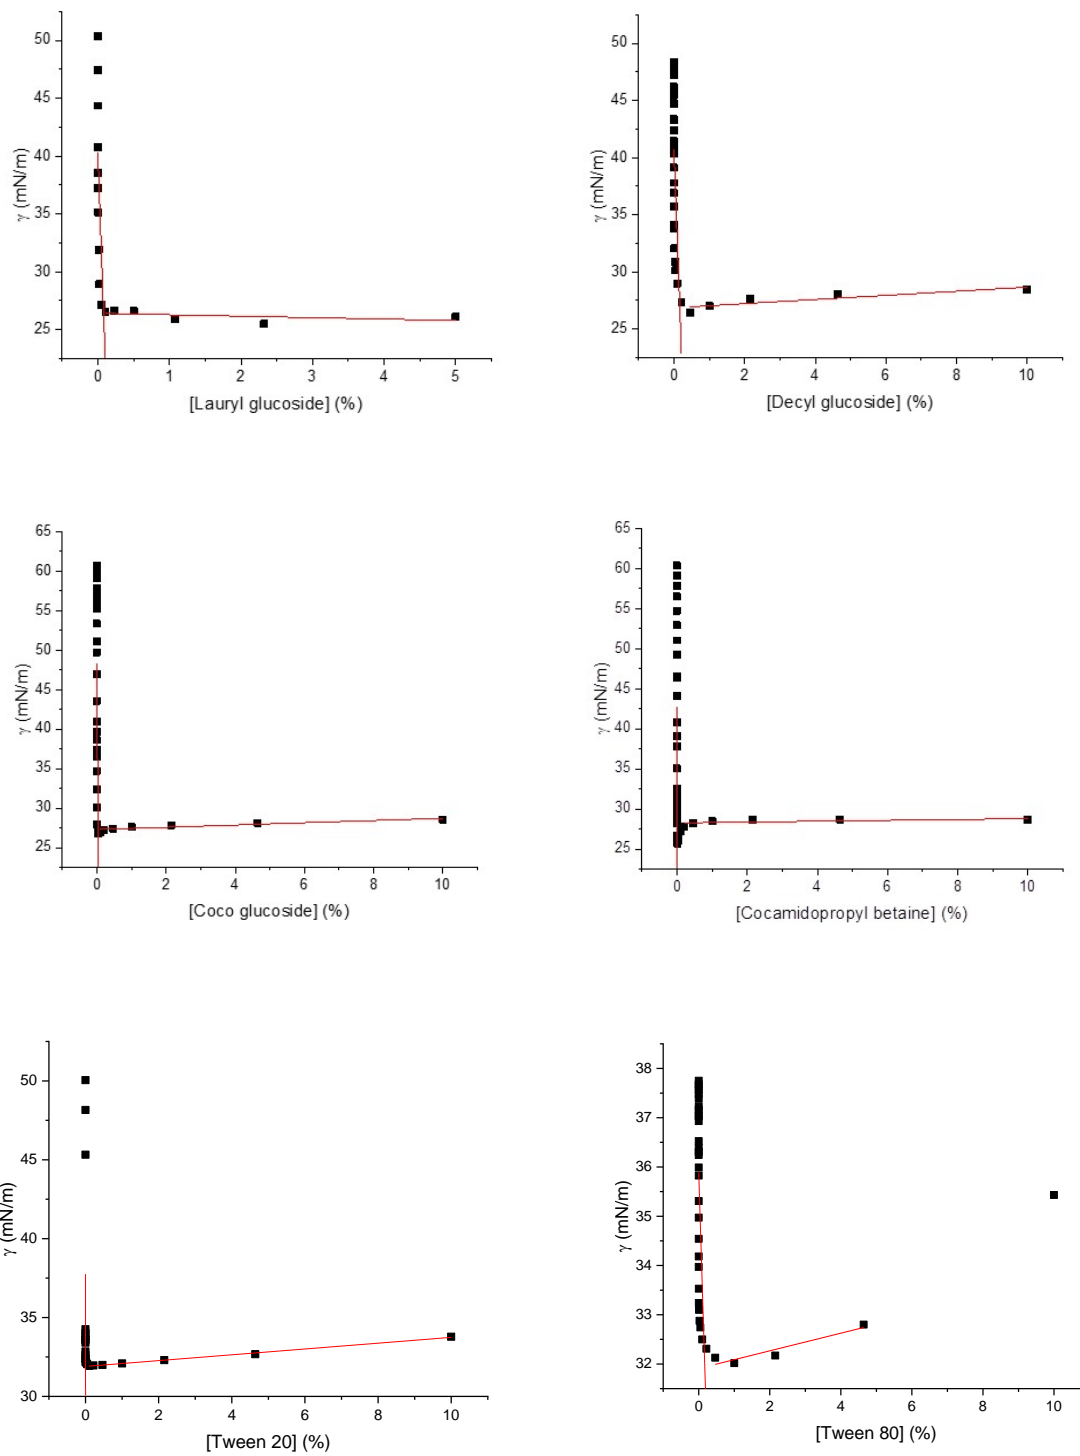 50
45
40
35
30
25
γ (mN/m)
0 1 2 3 4 5
[Lauryl glucoside] (%)
50
45
40
35
30
25
γ (mN/m)
0 2 4 6 8 10
[Decyl glucoside] (%)
65
60
55
50
45
40
35
30
25
γ (mN/m)
0 2 4 6 8 10
[Coco glucoside] (%)
65
60
55
50
45
40
35
30
25
γ (mN/m)
0 2 4 6 8 10
[Cocamidopropyl betaine] (%)
50
45
40
35
30
γ (mN/m)
0 2 4 6 8 10
[Tween 20] (%)
38
37
36
35
34
33
32
γ (mN/m)
0 2 4 6 8 10
[Tween 80] (%)